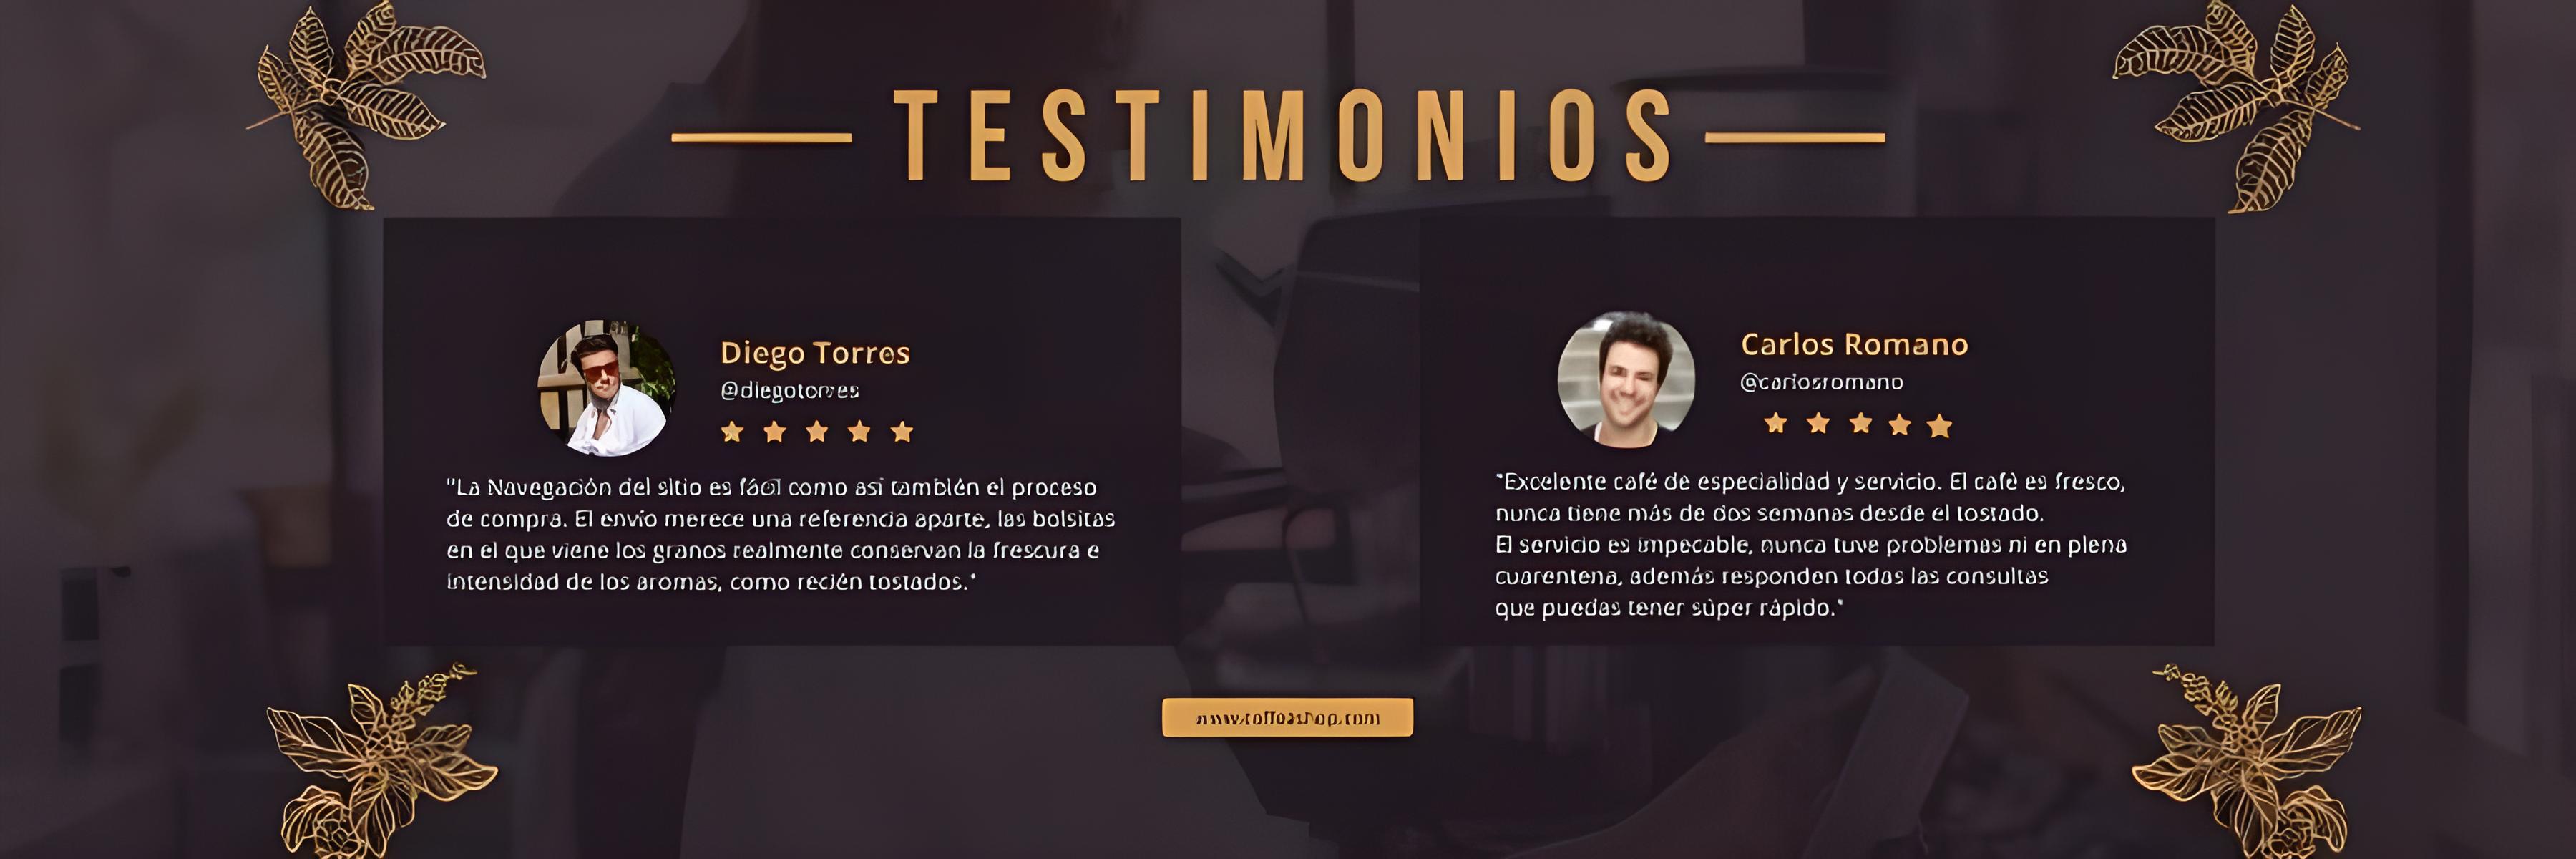 TESTIMONIOS
Diego Torres
@diegotorres
"La Navegación del sitio es fácil como así también el proceso
de compra. El envío merece una referencia aparte, las bolsitas
en el que viene los granos realmente conservan la frescura e
intensidad de los aromas, como recién tostados."
Carlos Romano
@carlosromano
"Excelente café de especialidad y servicio. El café es fresco,
nunca tiene más de dos semanas desde el tostado.
El servicio es impecable, nunca tuve problemas ni en plena
cuarentena, además responden todas las consultas
que puedas tener súper rápido."